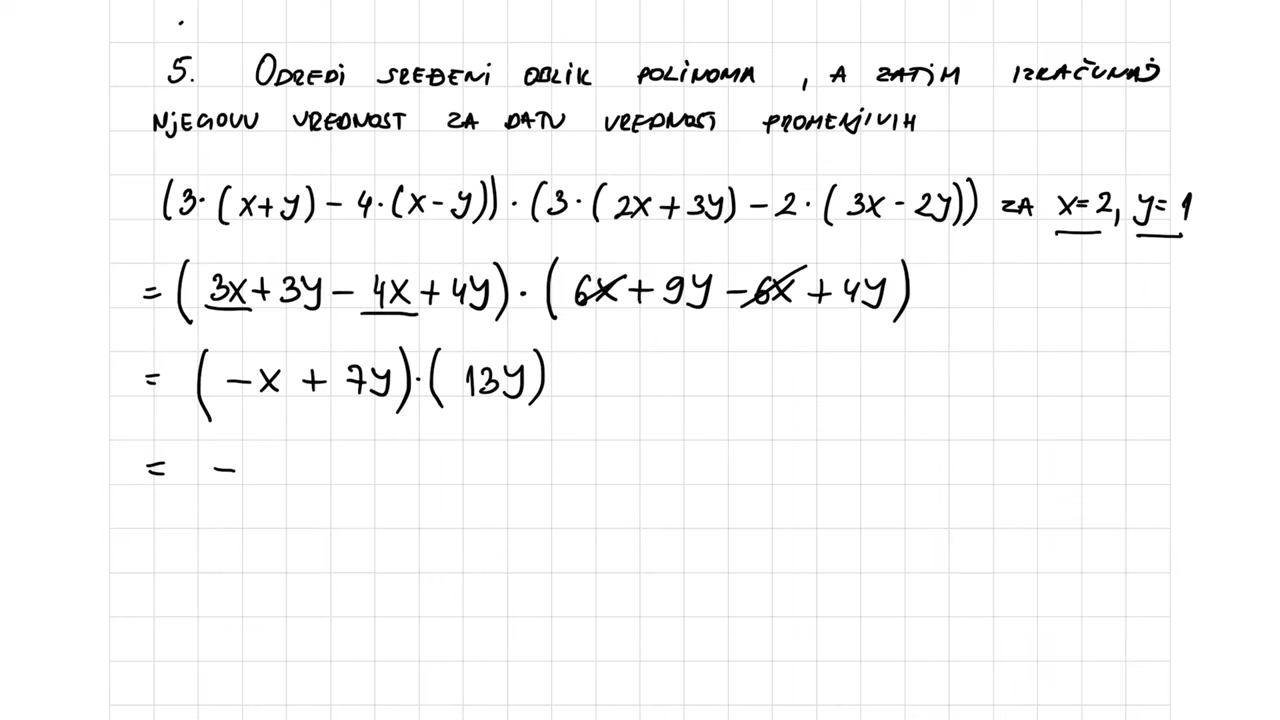 5. ODREDI SREĐENI OBLIK POLINOMA, A ZATIM IZRAČUNAJ
NJEGOVU VREDNOST ZA DATU VREDNOST PROMENJIVIH
(3·(x+y)-4·(x-y))·(3·(2x+3y)-2·(3x-2y)) ZA x=2, y=1
=(3x+3y-4x+4y)·(6x+9y-6x+4y)
= (-x+7y)·(13y)
= -